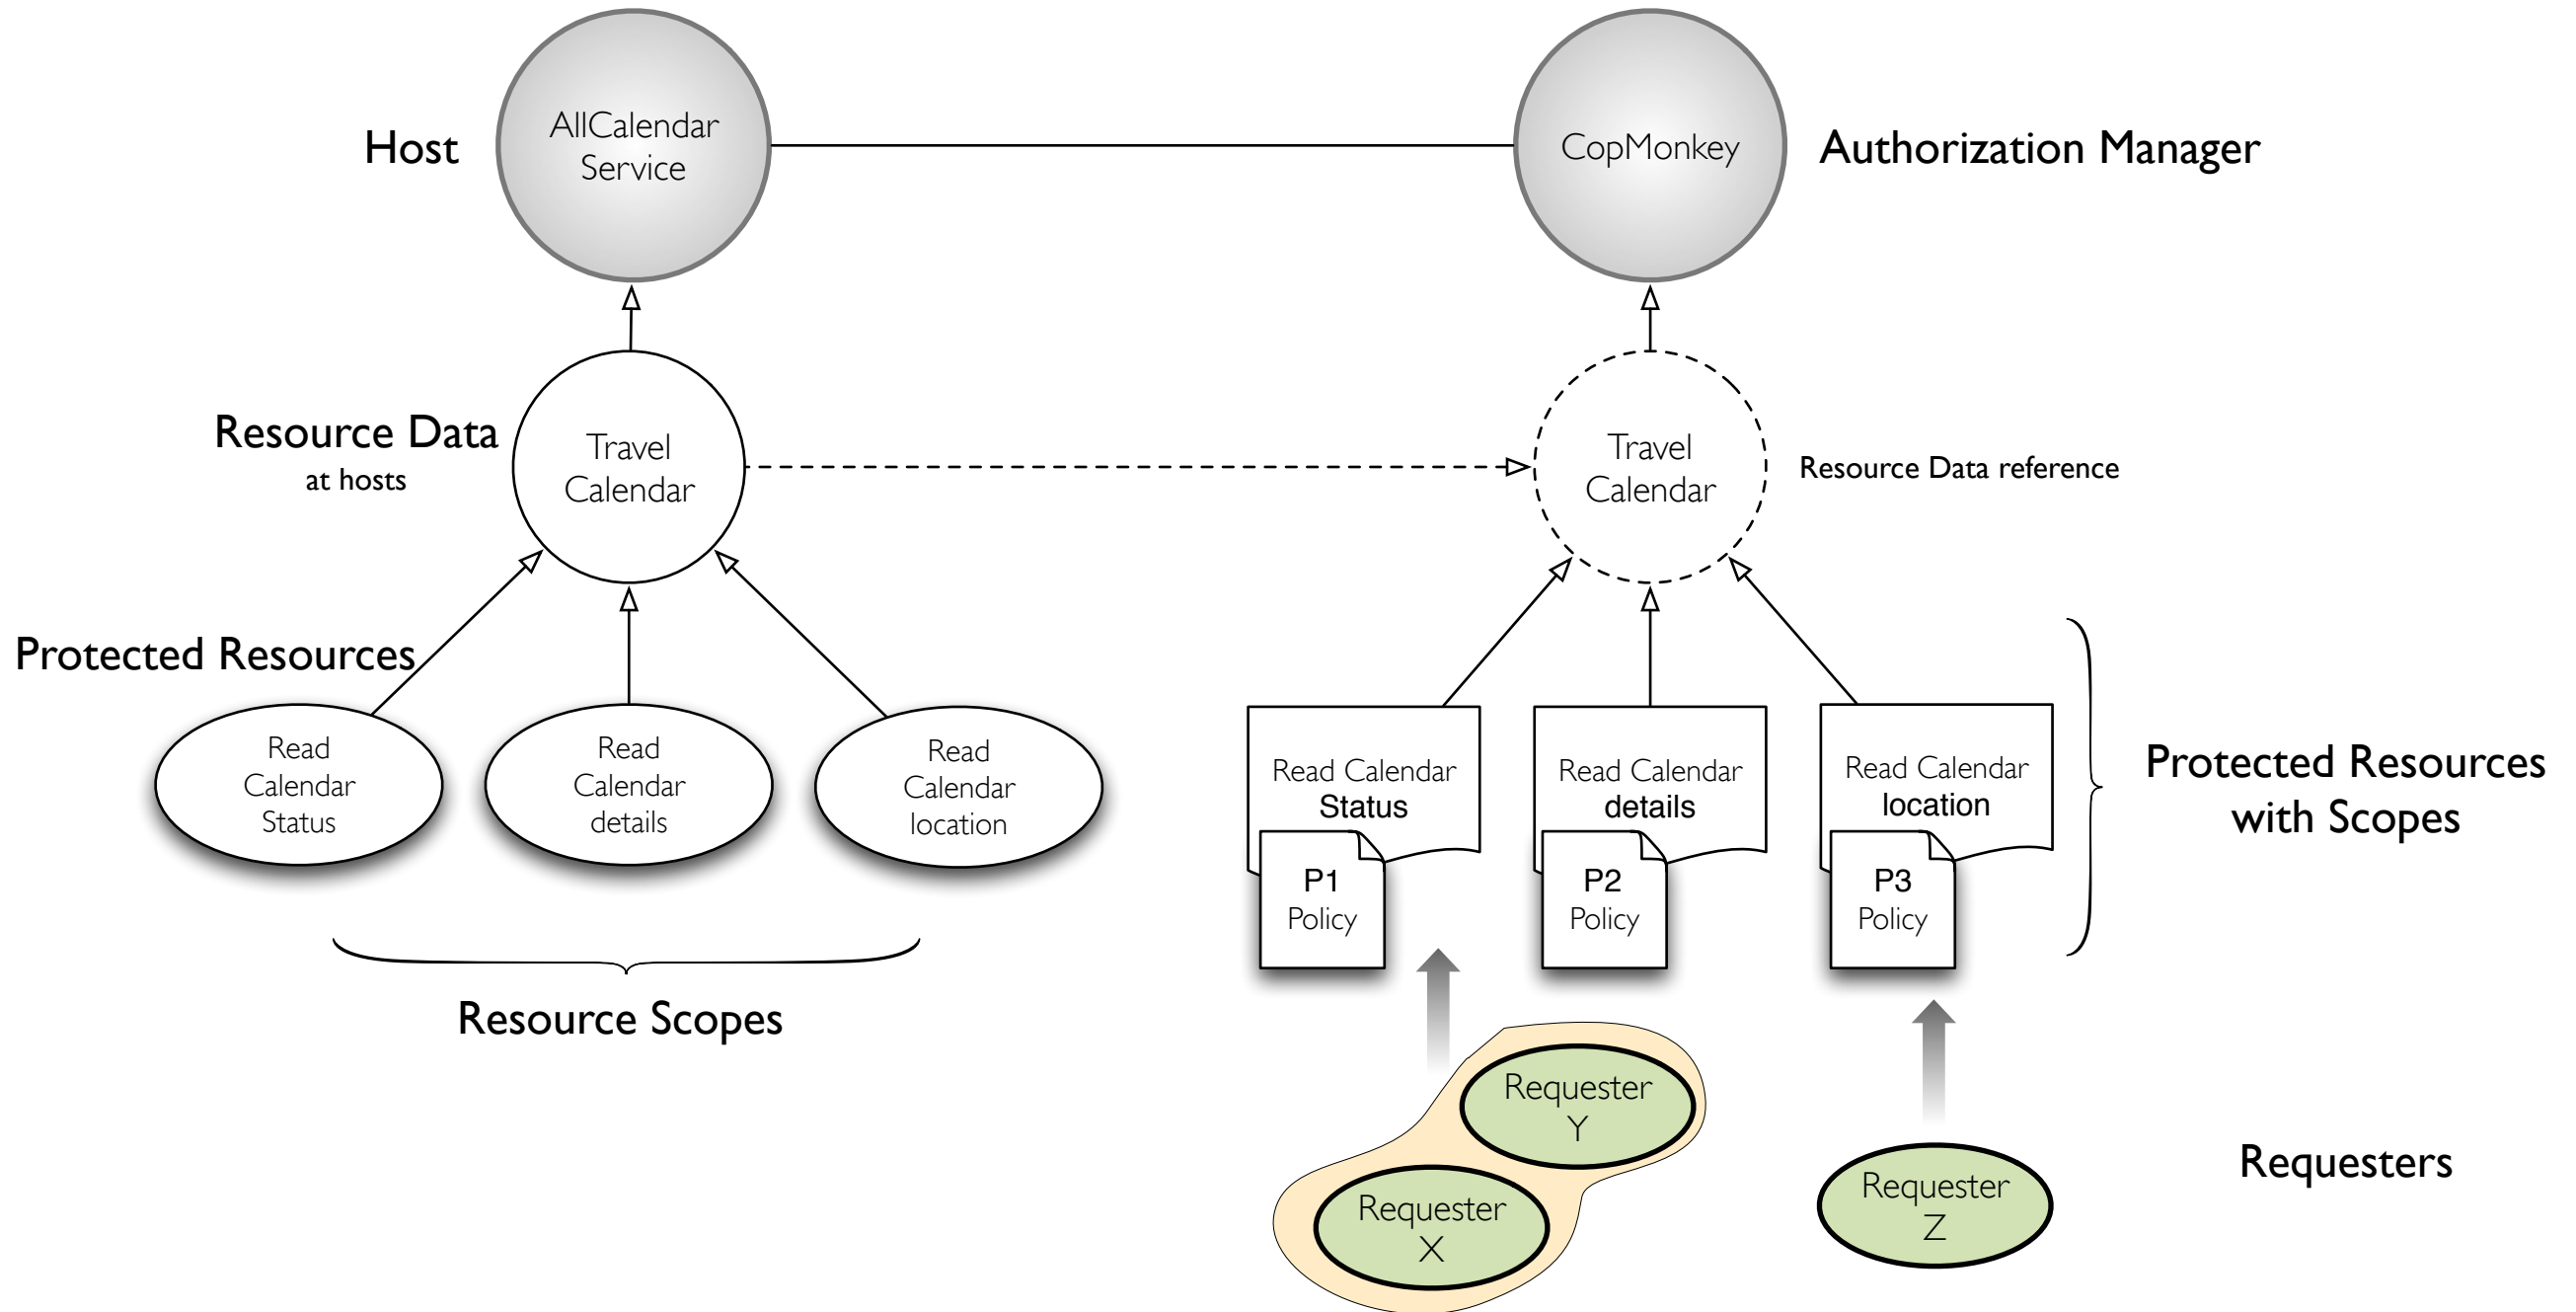 Host
AllCalendar
Service
CopMonkey
Authorization Manager
Resource Data
at hosts
Travel
Calendar
Travel
Calendar
Resource Data reference
Protected Resources
Read
Calendar
Status
Read
Calendar
details
Read
Calendar
location
Resource Scopes
Read Calendar
Status
P1
Policy
Read Calendar
details
P2
Policy
Read Calendar
location
P3
Policy
Protected Resources
with Scopes
Requester
Y
Requester
X
Requester
Z
Requesters